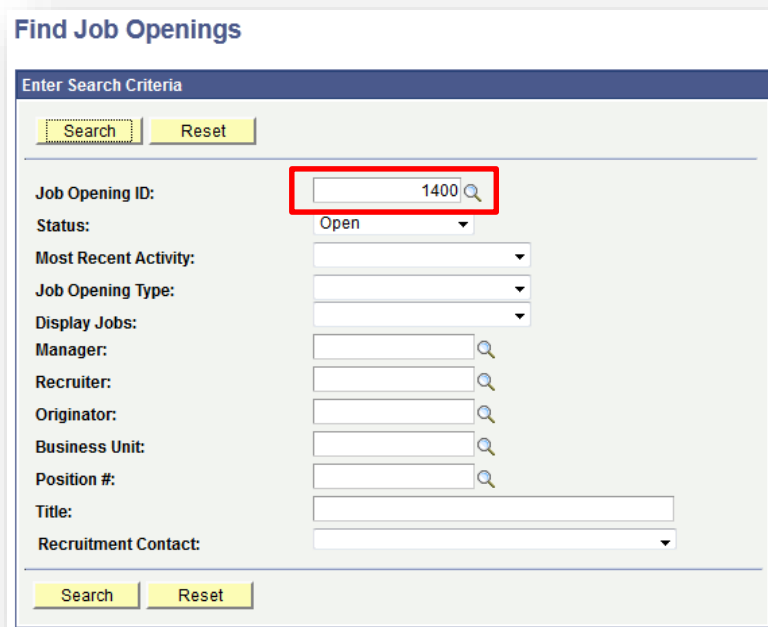 Find Job Openings
Enter Search Criteria
Search Reset
Job Opening ID: 1400
Status: Open
Most Recent Activity:
Job Opening Type:
Display Jobs:
Manager:
Recruiter:
Originator:
Business Unit:
Position #:
Title:
Recruitment Contact:
Search Reset